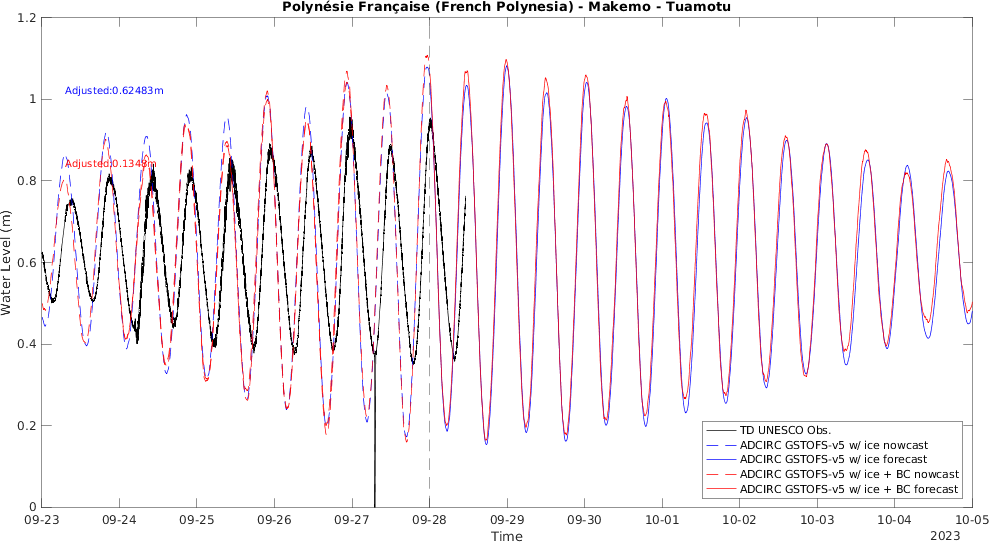 Polynésie Française (French Polynesia) - Makemo - Tuamotu
1.2
1
0.8
0.6
0.4
0.2
0
Water Level (m)
Adjusted:0.62483m
Adjusted:0.1348m
TD UNESCO Obs.
ADCIRC GSTOFS-v5 w/ ice nowcast
ADCIRC GSTOFS-v5 w/ ice forecast
ADCIRC GSTOFS-v5 w/ ice + BC nowcast
ADCIRC GSTOFS-v5 w/ ice + BC forecast
09-23 09-24 09-25 09-26 09-27 09-28 09-29 09-30 10-01 10-02 10-03 10-04 10-05
Time
2023